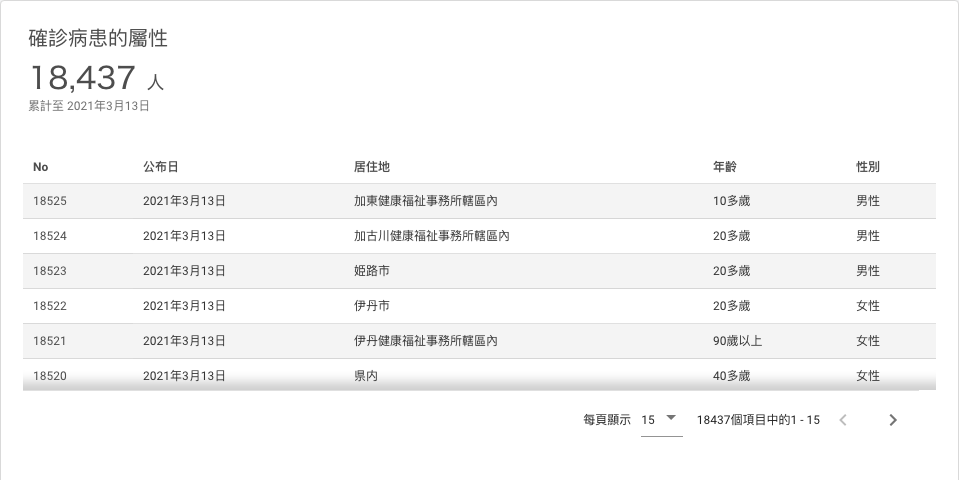 確診病患的屬性
18,437 人
累計至 2021年3月13日
No 公布日 居住地 年齡 性別
18525 2021年3月13日 加東健康福祉事務所轄區內 10多歲 男性
18524 2021年3月13日 加古川健康福祉事務所轄區內 20多歲 男性
18523 2021年3月13日 姫路市 20多歲 男性
18522 2021年3月13日 伊丹市 20多歲 女性
18521 2021年3月13日 伊丹健康福祉事務所轄區內 90歲以上 女性
18520 2021年3月13日 県内 40多歲 女性
每頁顯示 15 18437個項目中的1 - 15